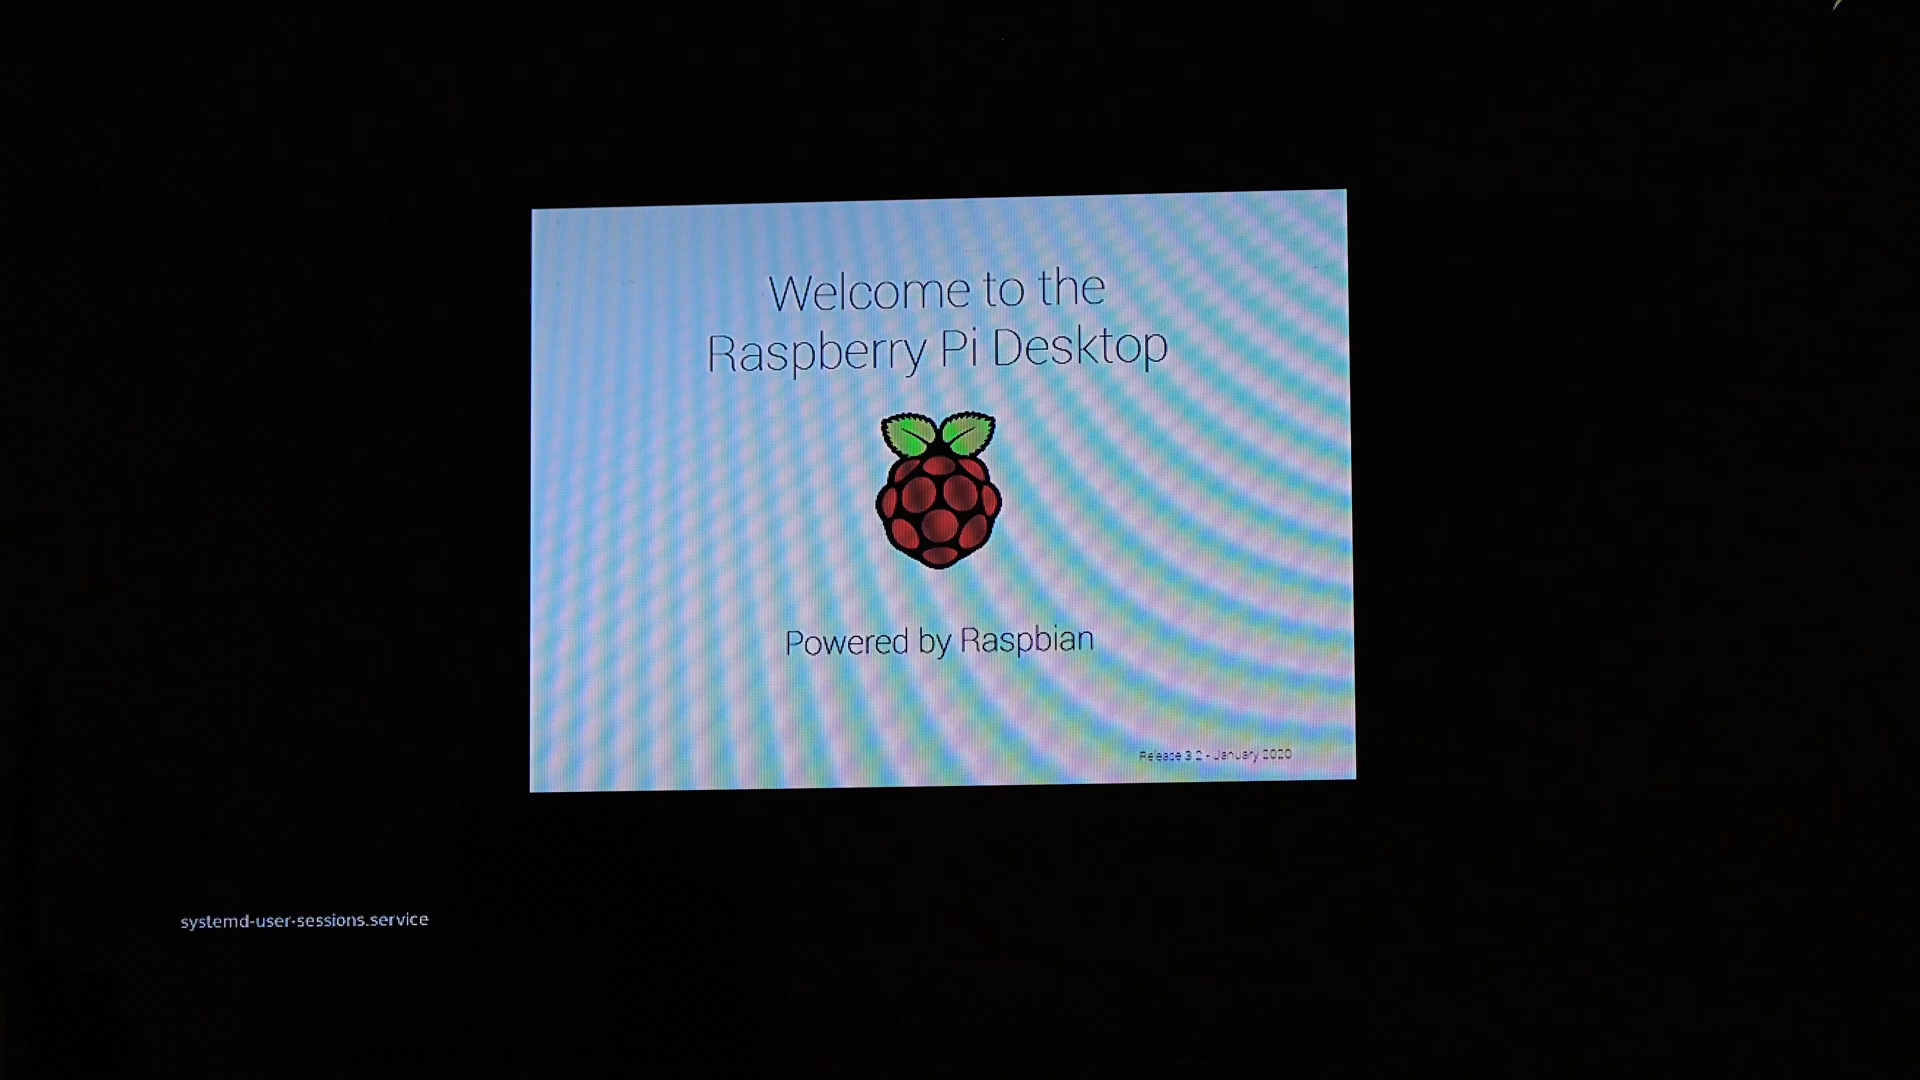 Welcome to the
Raspberry Pi Desktop
Powered by Raspbian
Release 3.2 - January 2020
systemd-user-sessions.service